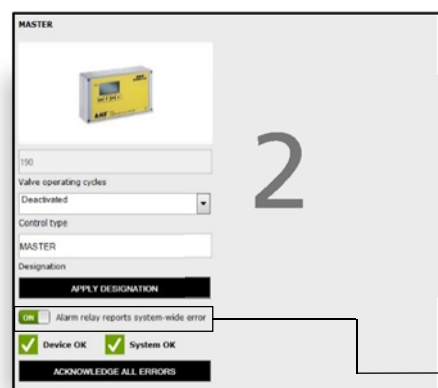 MASTER
2
190
Valve operating cycles
Deactivated
Control type
MASTER
Designation
APPLY DESIGNATION
ON Alarm relay reports system-wide error
Device OK System OK
ACKNOWLEDGE ALL ERRORS